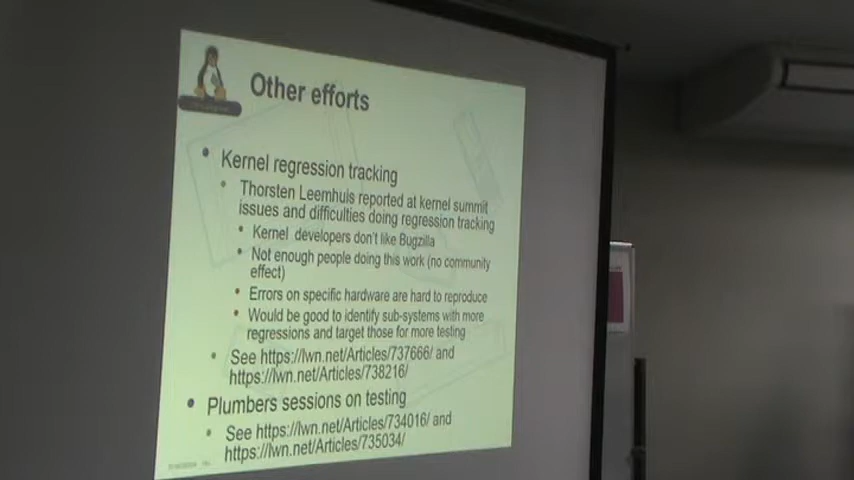 Other efforts
Kernel regression tracking
Thorsten Leemhuis reported at kernel summit
issues and difficulties doing regression tracking
Kernel developers don't like Bugzilla
Not enough people doing this work (no community
effect)
Errors on specific hardware are hard to reproduce
Would be good to identify sub-systems with more
regressions and target those for more testing
See https://lwn.net/Articles/737666/ and
https://lwn.net/Articles/738216/
Plumbers sessions on testing
See https://lwn.net/Articles/734016/ and
https://lwn.net/Articles/735034/